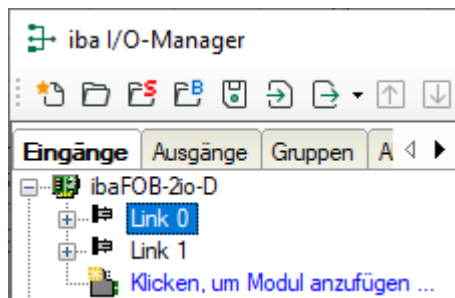 iba I/O-Manager
S B
Eingänge Ausgänge Gruppen A
ibaFOB-2io-D
Link 0
Link 1
Klicken, um Modul anzufügen ...